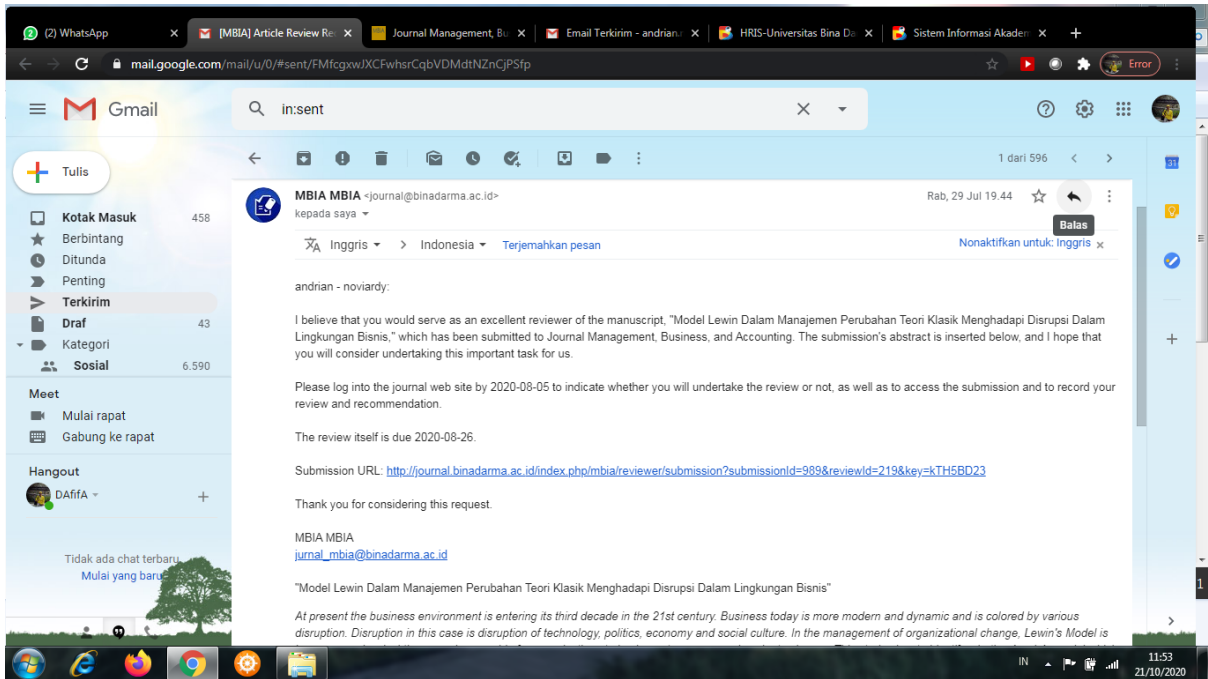 (2) WhatsApp
[MBIA] Article Review Re
Journal Management, Bu
Email Terkirim - andrian.r
HRIS-Universitas Bina Da
Sistem Informasi Akadem
mail.google.com/mail/u/0/#sent/FMfcgxwJXCFwhsrCqbVDMdtNZnCjPSfp
Error
Gmail
in:sent
Tulis
1 dari 596
31
Kotak Masuk 458
Berbintang
Ditunda
Penting
Terkirim
Draf 43
Kategori
Sosial 6.590
Meet
Mulai rapat
Gabung ke rapat
Hangout
DAfifA
Tidak ada chat terbaru
Mulai yang baru
MBIA MBIA <journal@binadarma.ac.id>
Rab, 29 Jul 19.44
kepada saya
Balas
Inggris > Indonesia Terjemahkan pesan
Nonaktifkan untuk: Inggris x
andrian - noviardy:
I believe that you would serve as an excellent reviewer of the manuscript, "Model Lewin Dalam Manajemen Perubahan Teori Klasik Menghadapi Disrupsi Dalam
Lingkungan Bisnis," which has been submitted to Journal Management, Business, and Accounting. The submission's abstract is inserted below, and I hope that
you will consider undertaking this important task for us.
Please log into the journal web site by 2020-08-05 to indicate whether you will undertake the review or not, as well as to access the submission and to record your
review and recommendation.
The review itself is due 2020-08-26.
Submission URL: http://journal.binadarma.ac.id/index.php/mbia/reviewer/submission?submissionId=989&reviewId=219&key=kTH5BD23
Thank you for considering this request.
MBIA MBIA
jurnal_mbia@binadarma.ac.id
"Model Lewin Dalam Manajemen Perubahan Teori Klasik Menghadapi Disrupsi Dalam Lingkungan Bisnis"
At present the business environment is entering its third decade in the 21st century. Business today is more modern and dynamic and is colored by various
disruption. Disruption in this case is disruption of technology, politics, economy and social culture. In the management of organizational change, Lewin's Model is
IN
11:53
21/10/2020